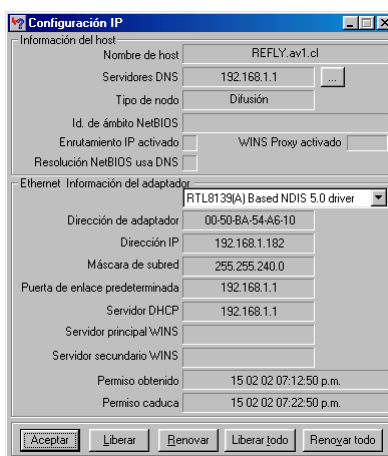 Configuración IP
Información del host
Nombre de host REFLY.av1.cl
Servidores DNS 192.168.1.1 ...
Tipo de nodo Difusión
Id. de ámbito NetBIOS
Enrutamiento IP activado WINS Proxy activado
Resolución NetBIOS usa DNS
Ethernet Información del adaptador
RTL8139(A) Based NDIS 5.0 driver
Dirección de adaptador 00-50-BA-54-A6-10
Dirección IP 192.168.1.182
Máscara de subred 255.255.240.0
Puerta de enlace predeterminada 192.168.1.1
Servidor DHCP 192.168.1.1
Servidor principal WINS
Servidor secundario WINS
Permiso obtenido 15 02 02 07:12:50 p.m.
Permiso caduca 15 02 02 07:22:50 p.m.
Aceptar Liberar Renovar Liberar todo Renovar todo